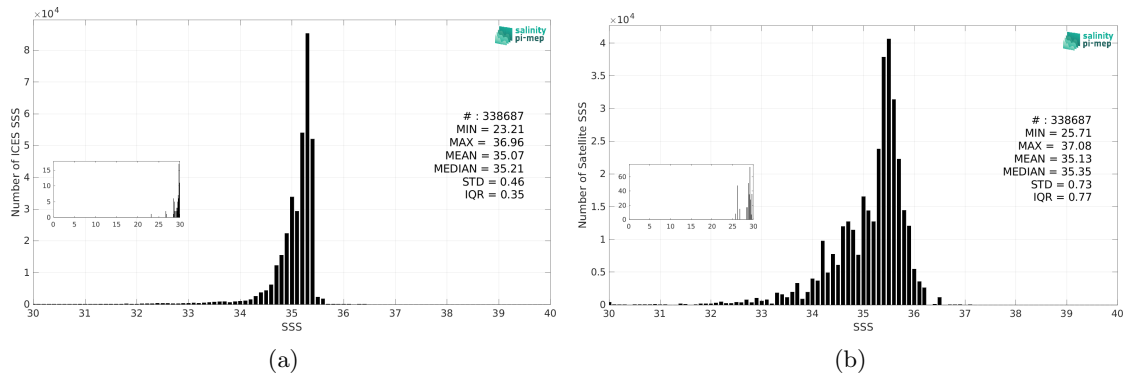 ×10⁴
9
8
7
6
5
4
3
2
1
0
Number of ICES SSS
salinity
pi-mep
# : 338687
MIN = 23.21
MAX = 36.96
MEAN = 35.07
MEDIAN = 35.21
STD = 0.46
IQR = 0.35
15
10
5
0
0 5 10 15 20 25 30
30 31 32 33 34 35 36 37 38 39 40
SSS
(a)
×10⁴
4
3.5
3
2.5
2
1.5
1
0.5
0
Number of Satellite SSS
salinity
pi-mep
# : 338687
MIN = 25.71
MAX = 37.08
MEAN = 35.13
MEDIAN = 35.35
STD = 0.73
IQR = 0.77
60
40
20
0
0 5 10 15 20 25 30
30 31 32 33 34 35 36 37 38 39 40
SSS
(b)